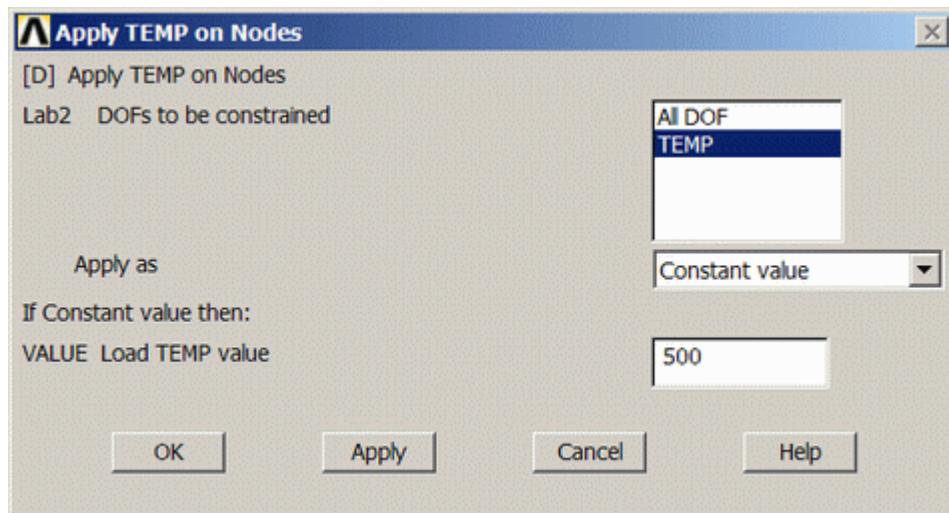 Apply TEMP on Nodes
[D] Apply TEMP on Nodes
Lab2 DOFs to be constrained
All DOF
TEMP
Apply as
Constant value
If Constant value then:
VALUE Load TEMP value
500
OK Apply Cancel Help